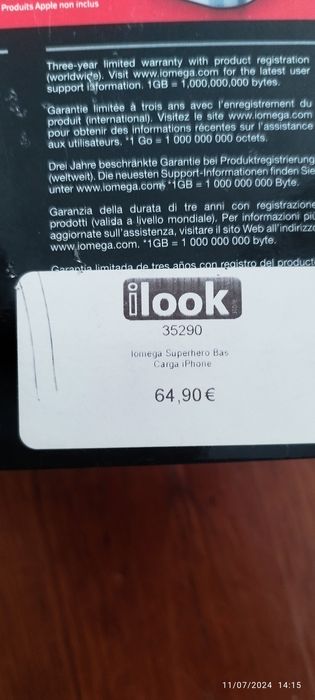 Produits Apple non inclus
Three-year limited warranty with product registration
(worldwide). Visit www.iomega.com for the latest user
support information. 1GB = 1,000,000,000 bytes.
Garantie limitée à trois ans avec l'enregistrement du
produit (international). Visitez le site www.iomega.com
pour obtenir des informations récentes sur l'assistance
aux utilisateurs. *1 Go = 1 000 000 000 octets.
Drei Jahre beschränkte Garantie bei Produktregistrierung
(weltweit). Die neuesten Support-Informationen finden Sie
unter www.iomega.com. *1GB = 1 000 000 000 Byte.
Garanzia della durata di tre anni con registrazione
prodotti (valida a livello mondiale). Per informazioni più
aggiornate sull'assistenza, visitare il sito Web all'indirizzo
www.iomega.com. *1GB = 1 000 000 000 byte.
Garantía limitada de tres años con registro del product
ilook
35290
Iomega Superhero Bas
Carga iPhone
64,90 €
11/07/2024 14:15